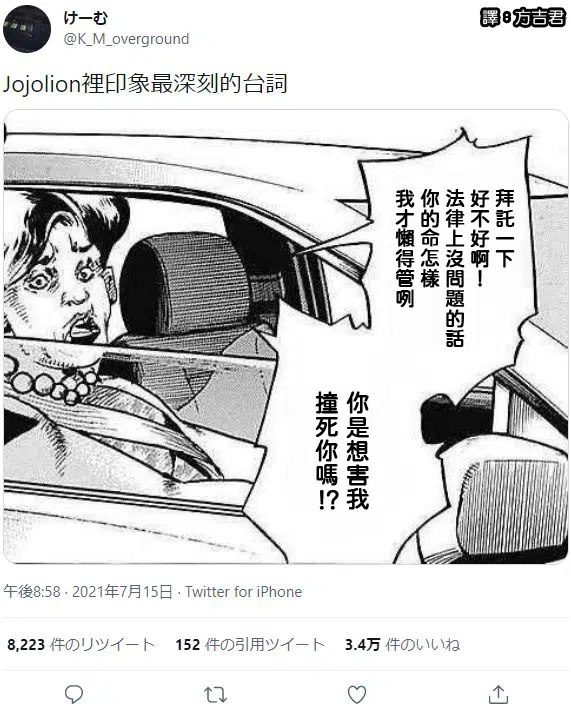 けーむ
@K_M_overground
譯8方吉君
Jojolion裡印象最深刻的台詞
拜託一下
好不好啊！
法律上沒問題的話
你的命怎樣
我才懶得管咧
你是想害我
撞死你嗎!?
午後8:58 · 2021年7月15日 · Twitter for iPhone
8,223 件のリツイート 152 件の引用ツイート 3.4万 件のいいね